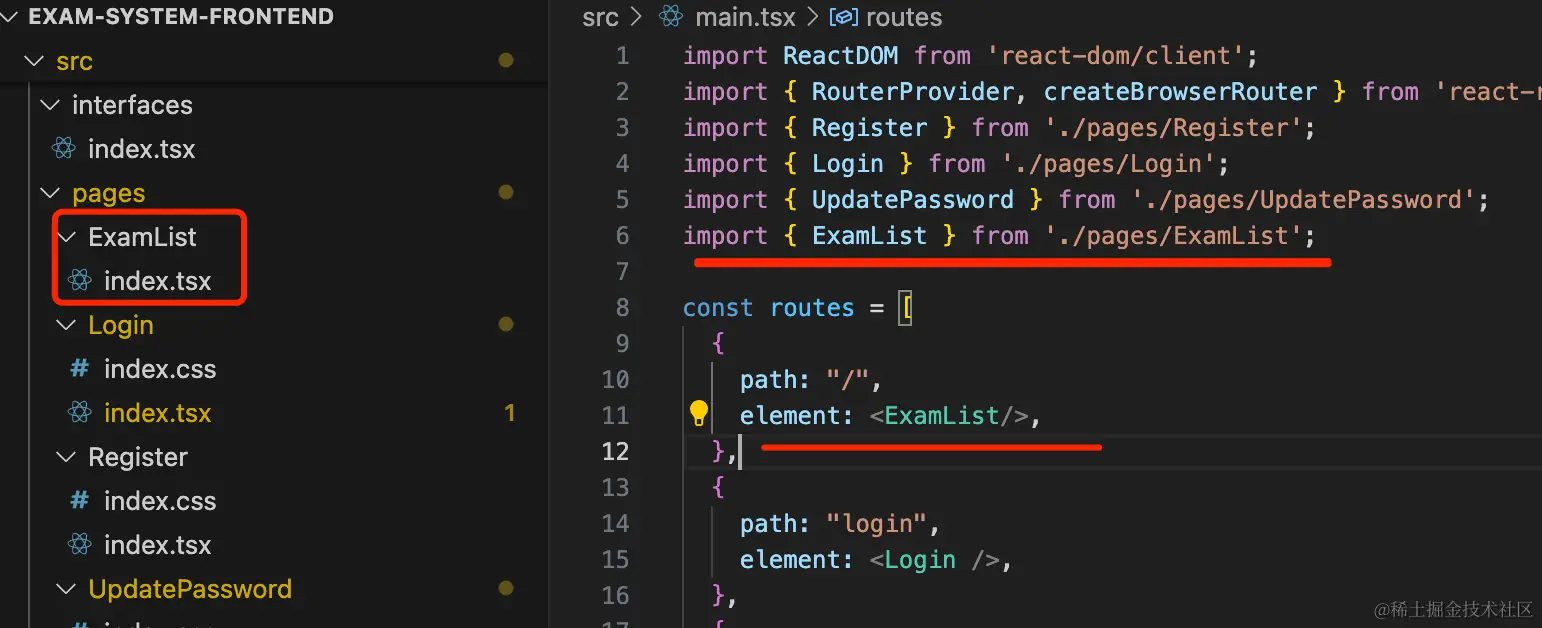 EXAM-SYSTEM-FRONTEND
src
interfaces
index.tsx
pages
ExamList
index.tsx
Login
# index.css
index.tsx 1
Register
# index.css
index.tsx
UpdatePassword
src > main.tsx > routes
1 import ReactDOM from 'react-dom/client';
2 import { RouterProvider, createBrowserRouter } from 'react-r
3 import { Register } from './pages/Register';
4 import { Login } from './pages/Login';
5 import { UpdatePassword } from './pages/UpdatePassword';
6 import { ExamList } from './pages/ExamList';
7
8 const routes = [
9 {
10 path: "/",
11 element: <ExamList/>,
12 },
13 {
14 path: "login",
15 element: <Login />,
16 },
@稀土掘金技术社区